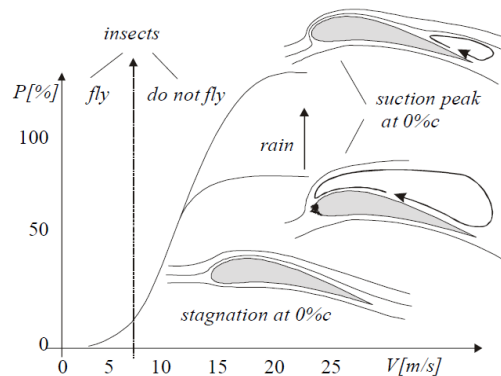 insects
P[%]
fly
do not fly
suction peak
at 0%c
100
rain
50
stagnation at 0%c
0
0 5 10 15 20 25 V[m/s]